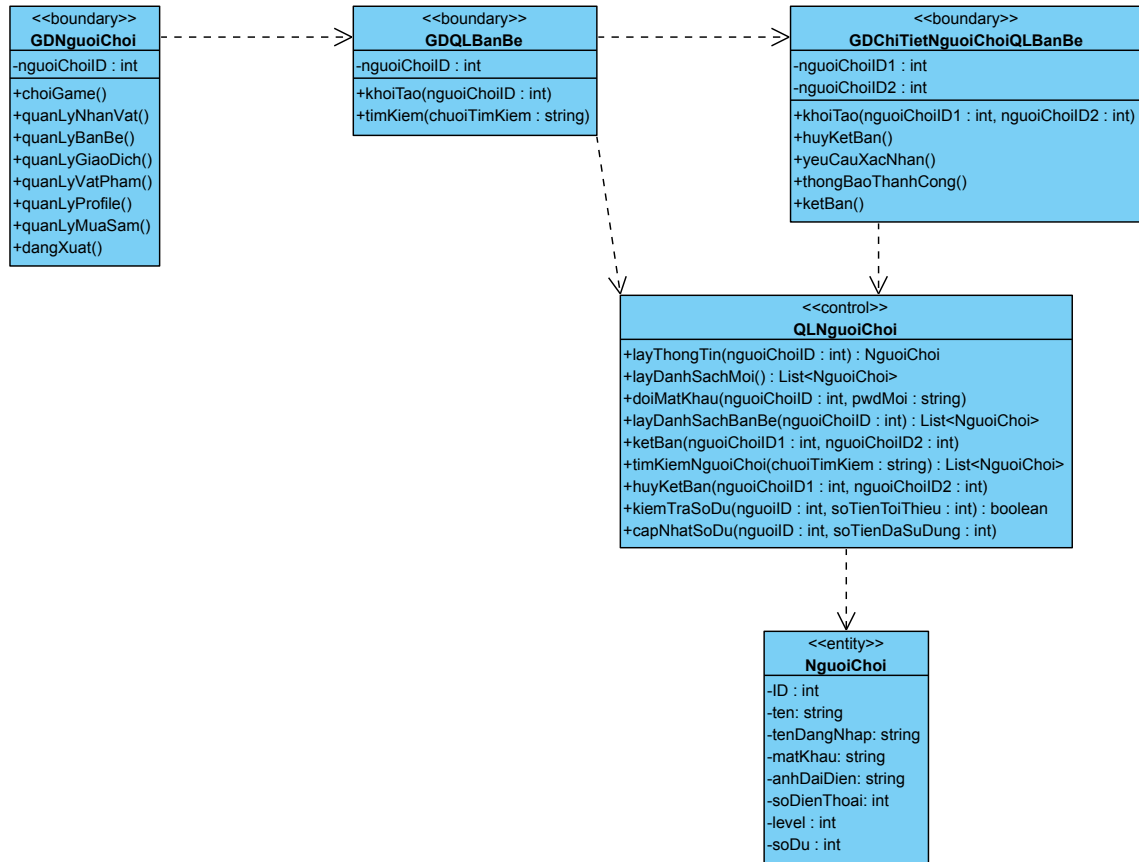 <<boundary>>
GDNguoiChoi
-nguoiChoiID : int
+choiGame()
+quanLyNhanVat()
+quanLyBanBe()
+quanLyGiaoDich()
+quanLyVatPham()
+quanLyProfile()
+quanLyMuaSam()
+dangXuat()
<<boundary>>
GDQLBanBe
-nguoiChoiID : int
+khoiTao(nguoiChoiID : int)
+timKiem(chuoiTimKiem : string)
<<boundary>>
GDChiTietNguoiChoiQLBanBe
-nguoiChoiID1 : int
-nguoiChoiID2 : int
+khoiTao(nguoiChoiID1 : int, nguoiChoiID2 : int)
+huyKetBan()
+yeuCauXacNhan()
+thongBaoThanhCong()
+ketBan()
<<control>>
QLNguoiChoi
+layThongTin(nguoiChoiID : int) : NguoiChoi
+layDanhSachMoi() : List<NguoiChoi>
+doiMatKhau(nguoiChoiID : int, pwdMoi : string)
+layDanhSachBanBe(nguoiChoiID : int) : List<NguoiChoi>
+ketBan(nguoiChoiID1 : int, nguoiChoiID2 : int)
+timKiemNguoiChoi(chuoiTimKiem : string) : List<NguoiChoi>
+huyKetBan(nguoiChoiID1 : int, nguoiChoiID2 : int)
+kiemTraSoDu(nguoiID : int, soTienToiThieu : int) : boolean
+capNhatSoDu(nguoiID : int, soTienDaSuDung : int)
<<entity>>
NguoiChoi
-ID : int
-ten: string
-tenDangNhap: string
-matKhau: string
-anhDaiDien: string
-soDienThoai: int
-level : int
-soDu : int